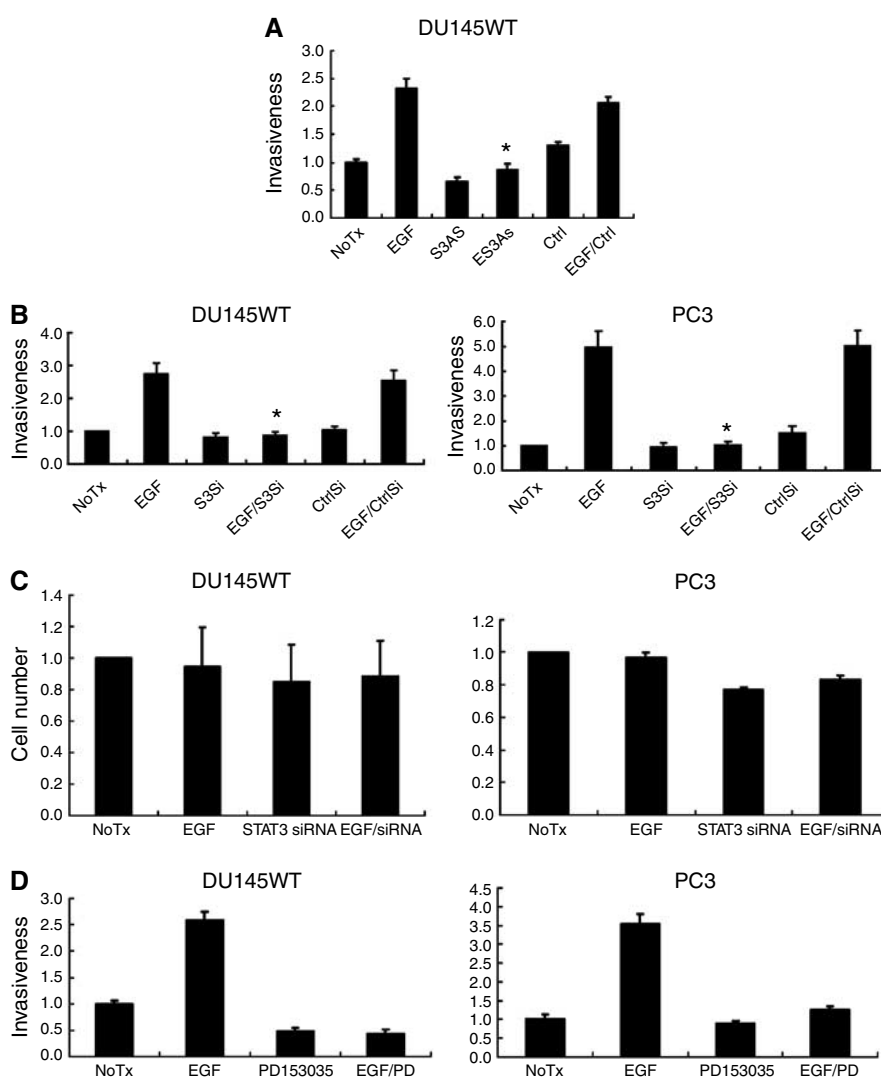 A
DU145WT
Invasiveness
3.0
2.5
2.0
1.5
1.0
0.5
0.0
*
NoTx EGF S3AS ES3As Ctrl EGF/Ctrl
B
DU145WT
Invasiveness
4.0
3.0
2.0
1.0
0.0
*
NoTx EGF S3Si EGF/S3Si CtrlSi EGF/CtrlSi
PC3
Invasiveness
6.0
5.0
4.0
3.0
2.0
1.0
0.0
*
NoTx EGF S3Si EGF/S3Si CtrlSi EGF/CtrlSi
C
DU145WT
Cell number
1.4
1.2
1.0
0.8
0.6
0.4
0.2
0.0
NoTx EGF STAT3 siRNA EGF/siRNA
PC3
1.2
1.0
0.8
0.6
0.4
0.2
0.0
NoTx EGF STAT3 siRNA EGF/siRNA
D
DU145WT
Invasiveness
3.0
2.5
2.0
1.5
1.0
0.5
0.0
NoTx EGF PD153035 EGF/PD
PC3
4.5
4.0
3.5
3.0
2.5
2.0
1.5
1.0
0.5
0.0
NoTx EGF PD153035 EGF/PD